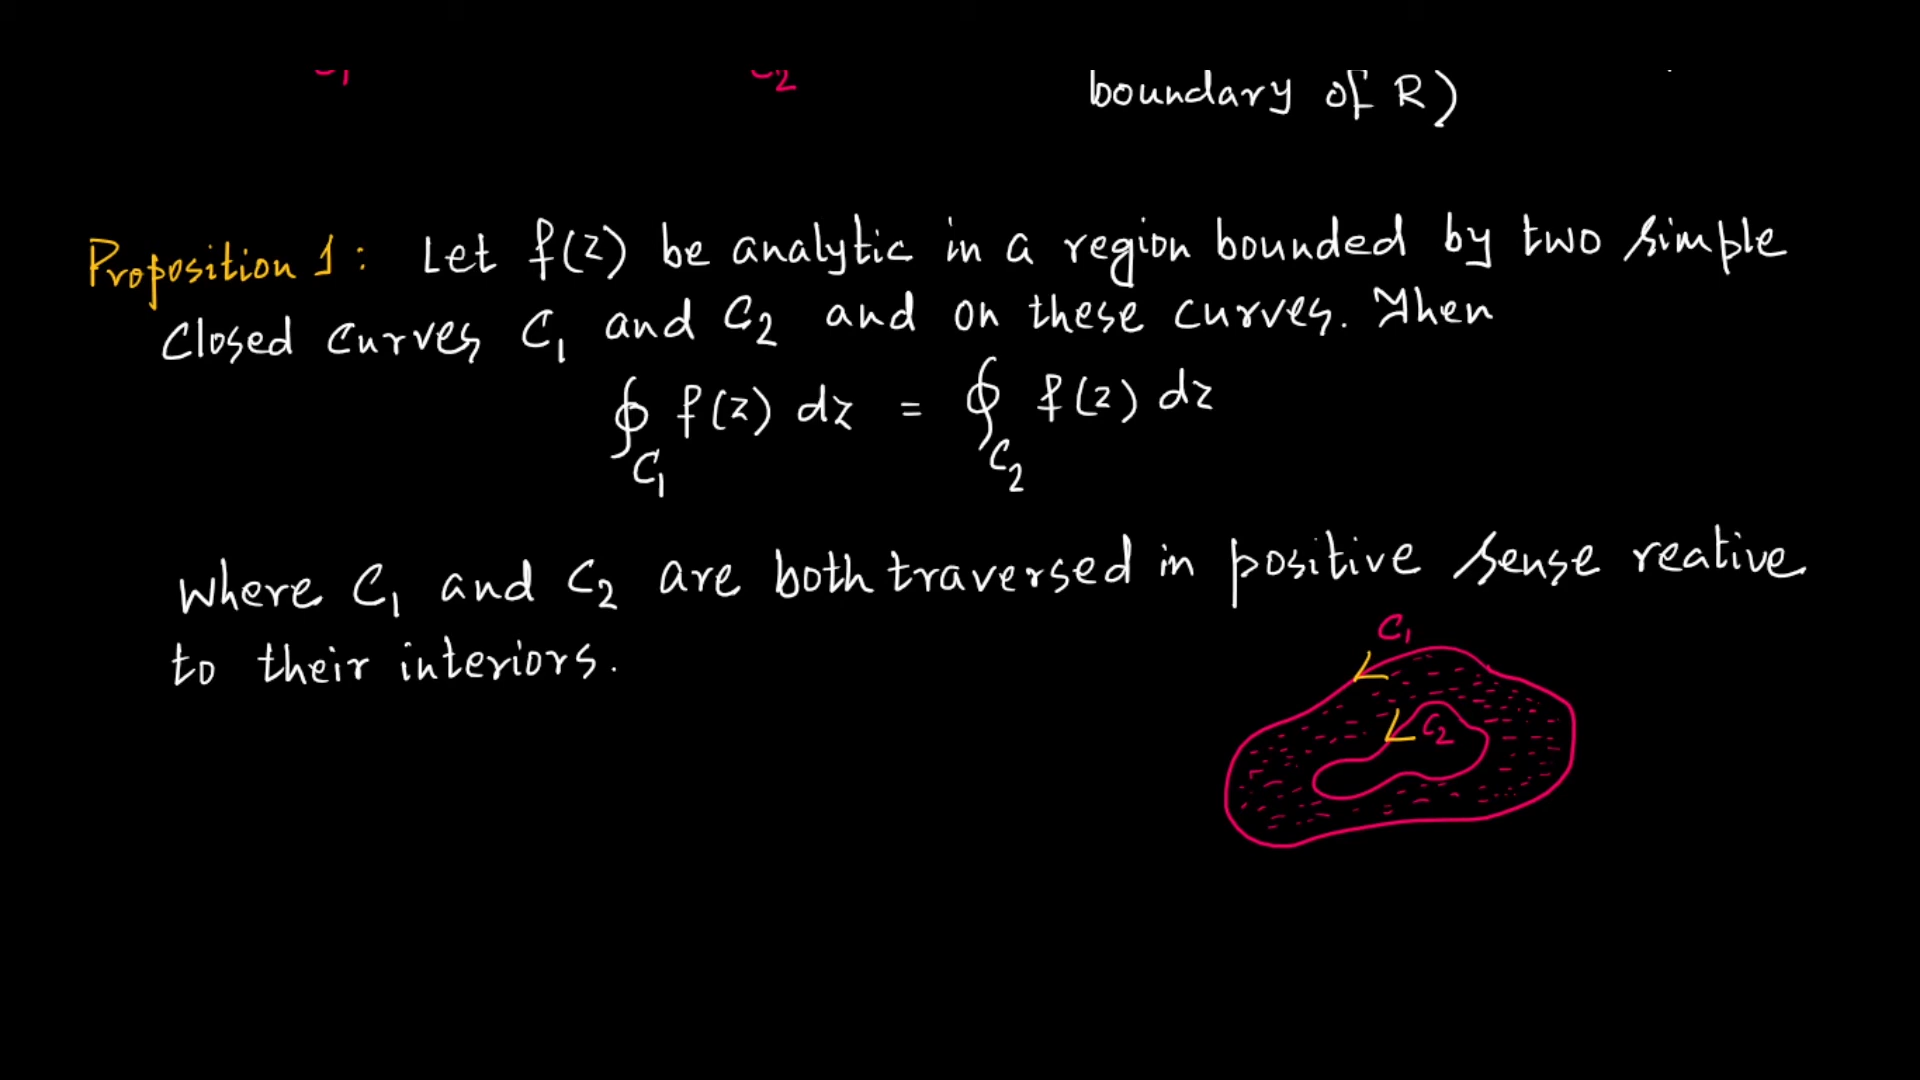 C1 C2
boundary of R)
Proposition 1: Let f(z) be analytic in a region bounded by two simple
closed curves C1 and C2 and on these curves. Then
∮C1 f(z) dz = ∮C2 f(z) dz
where C1 and C2 are both traversed in positive sense reative
to their interiors.
C1
C2